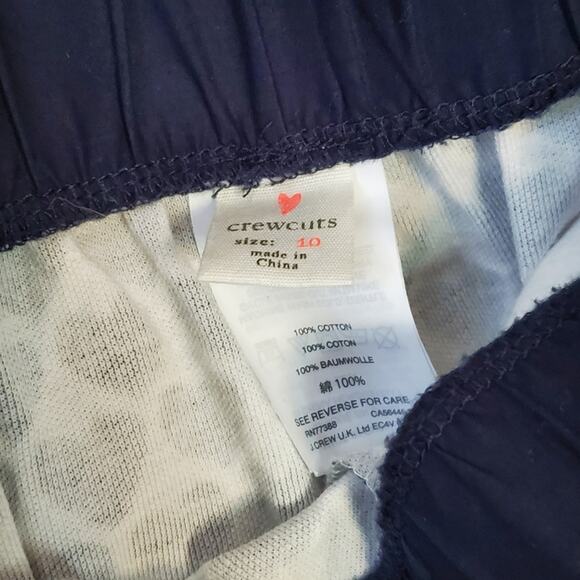 crewcuts
size: 10
made in
China
100% COTTON
100% COTON
100% BAUMWOLLE
綿 100%
SEE REVERSE FOR CARE
RN77388
J.CREW U.K. Ltd EC4V